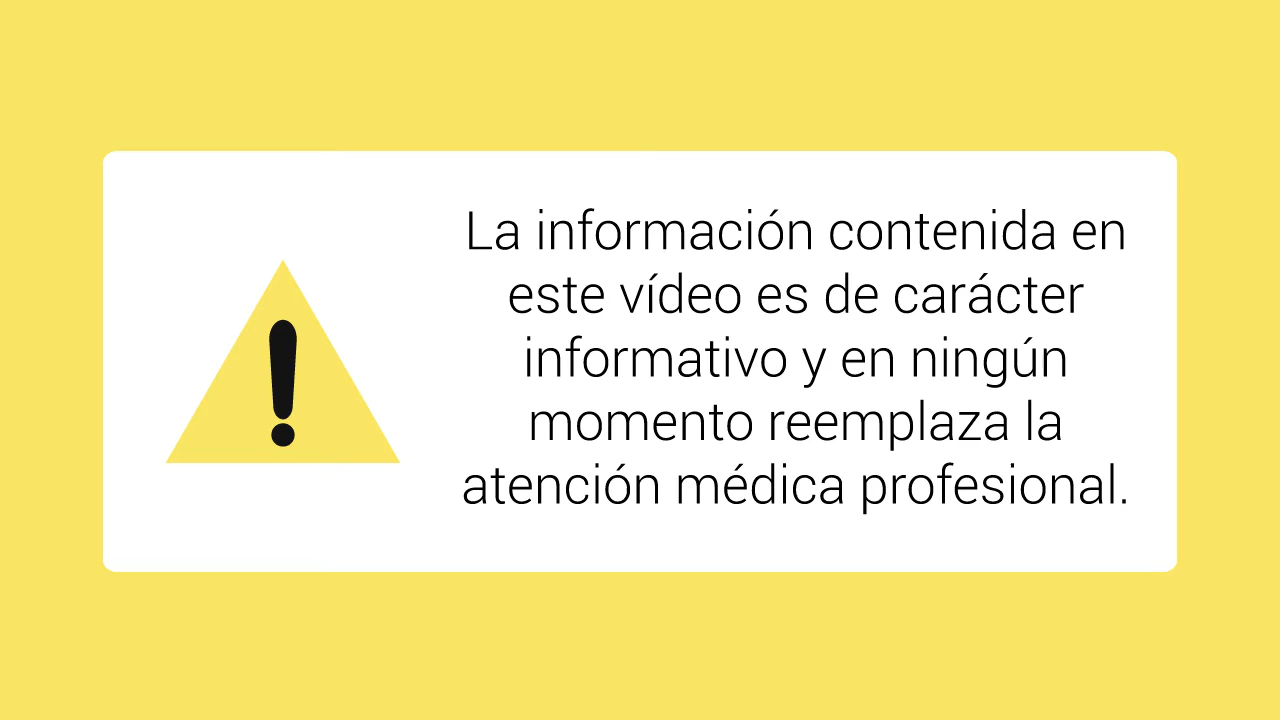 La información contenida en
este vídeo es de carácter
informativo y en ningún
momento reemplaza la
atención médica profesional.